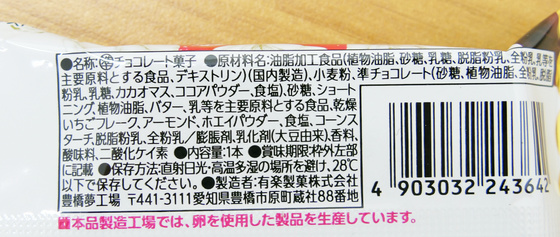 ●名称:準チョコレート菓子 ●原材料名:油脂加工食品(植物油脂、砂糖、乳糖、脱脂粉乳、全粉乳、乳等を
主要原料とする食品、デキストリン)(国内製造)、小麦粉、準チョコレート(砂糖、植物油脂、全粉乳、脱脂
粉乳、乳糖、カカオマス、ココアパウダー、食塩)、砂糖、ショート
ニング、植物油脂、バター、乳等を主要原料とする食品、乾燥
いちごフレーク、アーモンド、ホエイパウダー、食塩、コーンス
ターチ、脱脂粉乳、全粉乳/膨脹剤、乳化剤(大豆由来)、香料、
酸味料、二酸化ケイ素 ●内容量:1本 ●賞味期限:枠外左部
に記載 ●保存方法:直射日光・高温多湿の場所を避け、28℃
以下で保存してください。●製造者:有楽製菓株式会社
豊橋夢工場 〒441-3111愛知県豊橋市原町蔵社88番地
4 903032 243642
本品製造工場では、卵を使用した製品を生産しています。